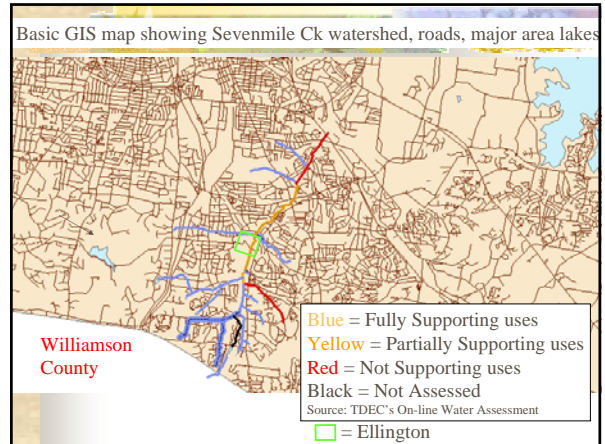 Basic GIS map showing Sevenmile Ck watershed, roads, major area lakes
Williamson
County
Blue = Fully Supporting uses
Yellow = Partially Supporting uses
Red = Not Supporting uses
Black = Not Assessed
Source: TDEC's On-line Water Assessment
= Ellington